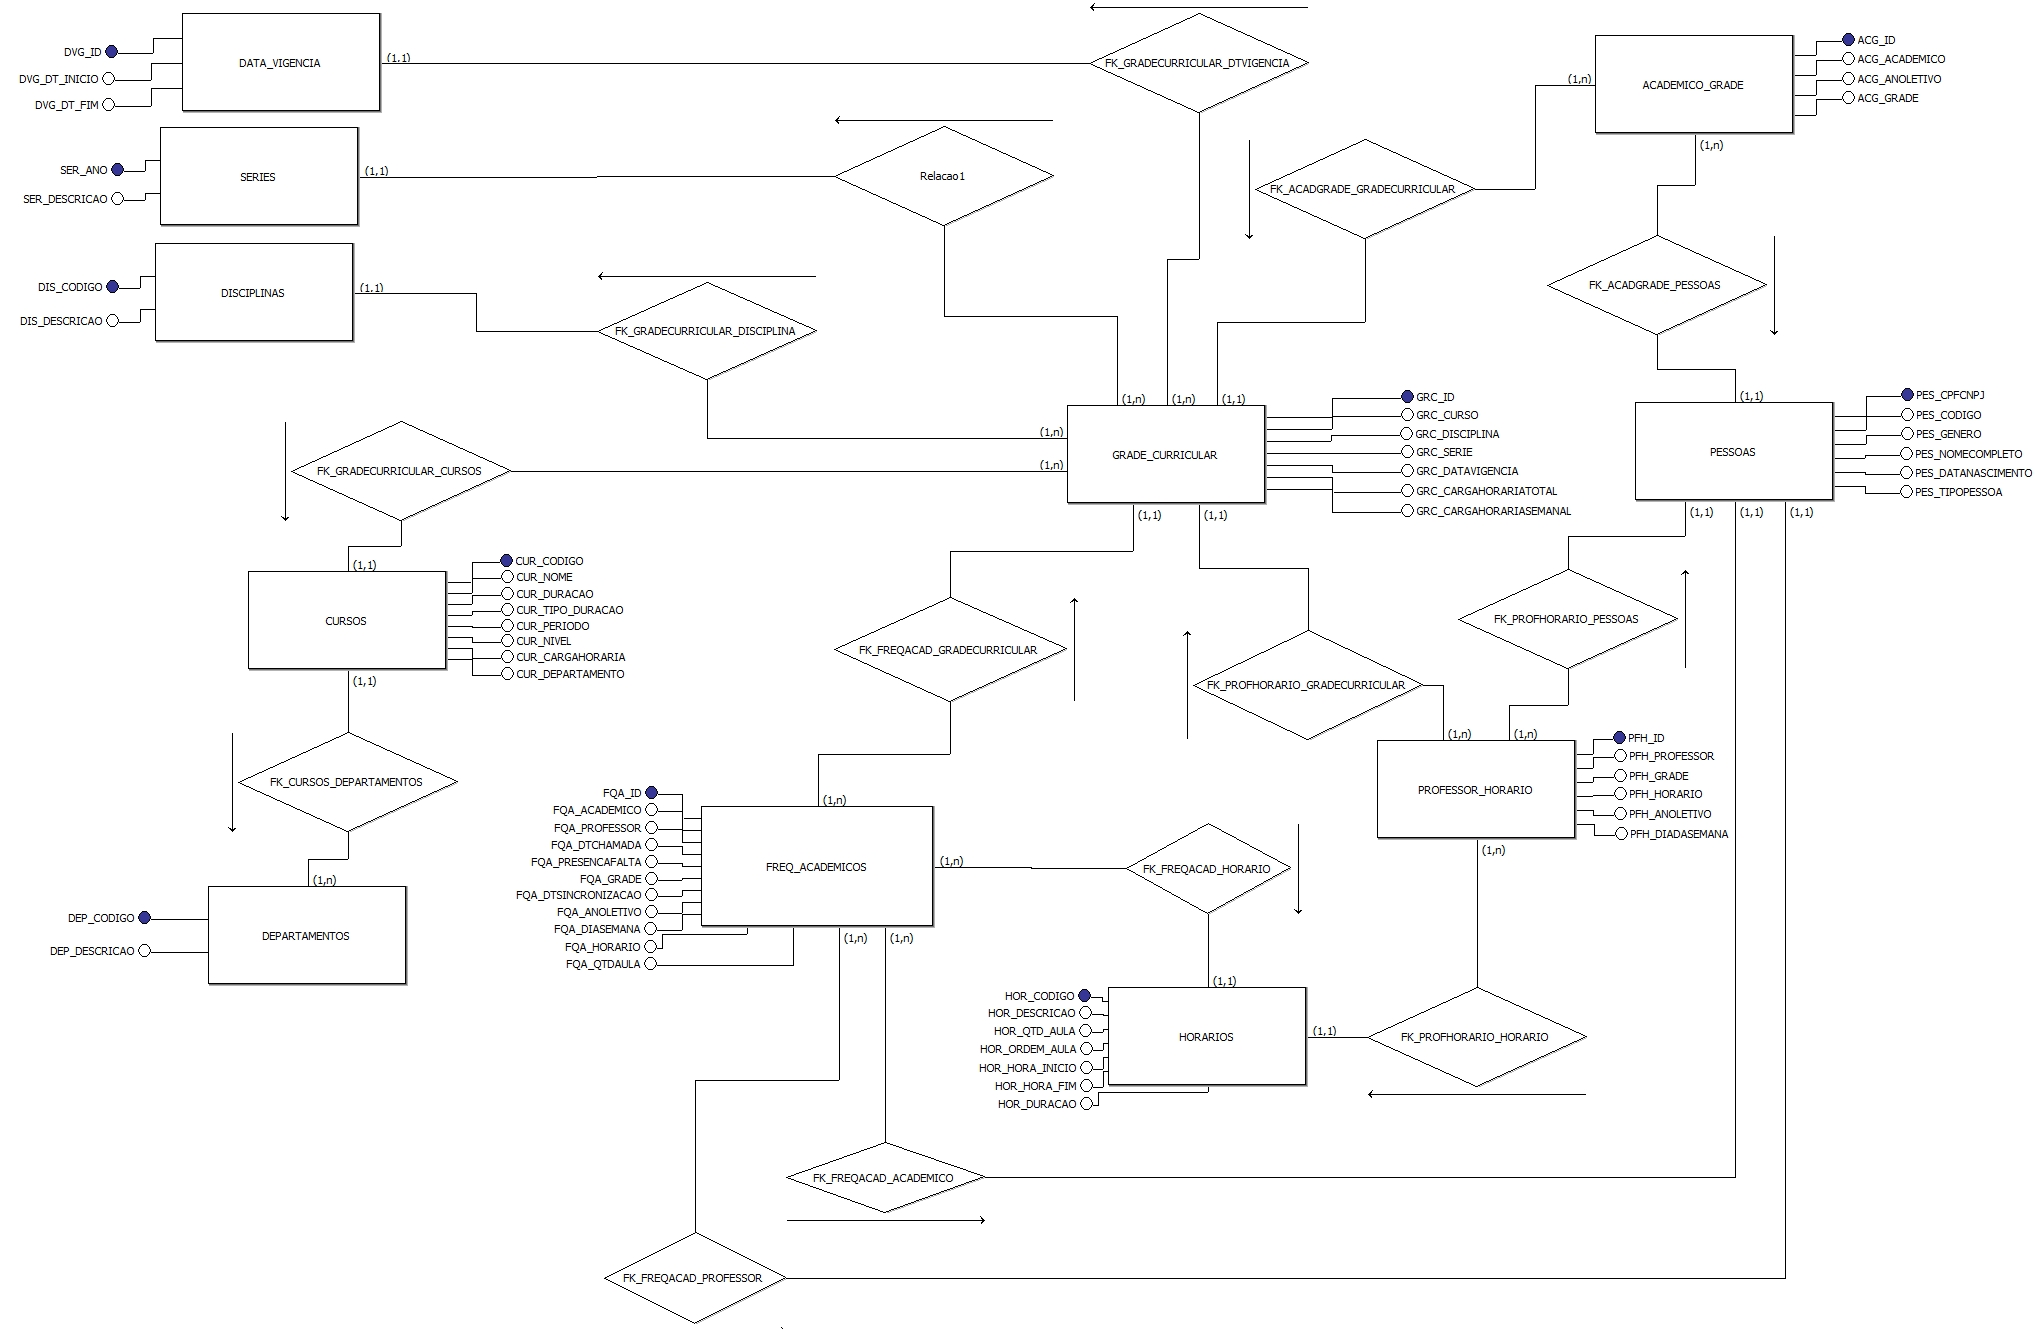 DVG_ID
DVG_DT_INICIO
DVG_DT_FIM
DATA_VIGENCIA
(1.1)
FK_GRADECURRICULAR_DTVIGENCIA
(1,n)
ACADEMICO_GRADE
ACG_ID
ACG_ACADEMICO
ACG_ANOLETIVO
ACG_GRADE
(1,n)
SER_ANO
SER_DESCRICAO
SERIES
(1,1)
Relacao1
FK_ACADGRADE_GRADECURRICULAR
FK_ACADGRADE_PESSOAS
DIS_CODIGO
DIS_DESCRICAO
DISCIPLINAS
(1.1)
FK_GRADECURRICULAR_DISCIPLINA
(1,n)
(1,n)
(1,1)
(1,n)
(1,n)
GRADE_CURRICULAR
GRC_ID
GRC_CURSO
GRC_DISCIPLINA
GRC_SERIE
GRC_DATAVIGENCIA
GRC_CARGAHORARIATOTAL
GRC_CARGAHORARIASEMANAL
(1,1)
(1,1)
(1,1)
PESSOAS
PES_CPFCNPJ
PES_CODIGO
PES_GENERO
PES_NOMECOMPLETO
PES_DATANASCIMENTO
PES_TIPOPESSOA
(1,1)
(1,1)
(1,1)
FK_GRADECURRICULAR_CURSOS
(1,1)
CURSOS
CUR_CODIGO
CUR_NOME
CUR_DURACAO
CUR_TIPO_DURACAO
CUR_PERIODO
CUR_NIVEL
CUR_CARGAHORARIA
CUR_DEPARTAMENTO
(1,1)
FK_FREQACAD_GRADECURRICULAR
FK_PROFHORARIO_GRADECURRICULAR
FK_PROFHORARIO_PESSOAS
FK_CURSOS_DEPARTAMENTOS
(1,n)
DEP_CODIGO
DEP_DESCRICAO
DEPARTAMENTOS
(1,n)
(1,n)
PROFESSOR_HORARIO
PFH_ID
PFH_PROFESSOR
PFH_GRADE
PFH_HORARIO
PFH_ANOLETIVO
PFH_DIADASEMANA
(1,n)
(1,n)
FQA_ID
FQA_ACADEMICO
FQA_PROFESSOR
FQA_DTCHAMADA
FQA_PRESENCAFALTA
FQA_GRADE
FQA_DTSINCRONIZACAO
FQA_ANOLETIVO
FQA_DIASEMANA
FQA_HORARIO
FQA_QTDAULA
FREQ_ACADEMICOS
(1,n)
(1,n)
(1,n)
FK_FREQACAD_HORARIO
(1,1)
HOR_CODIGO
HOR_DESCRICAO
HOR_QTD_AULA
HOR_ORDEM_AULA
HOR_HORA_INICIO
HOR_HORA_FIM
HOR_DURACAO
HORARIOS
(1,1)
FK_PROFHORARIO_HORARIO
FK_FREQACAD_ACADEMICO
FK_FREQACAD_PROFESSOR